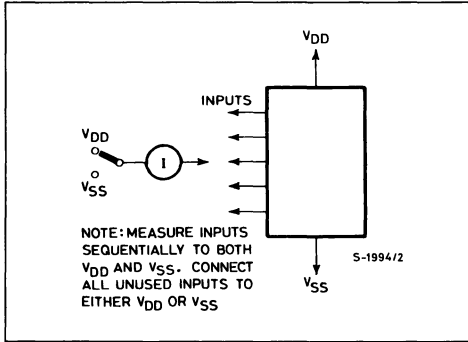 VDD
INPUTS
VDD
I
VSS
NOTE: MEASURE INPUTS
SEQUENTIALLY TO BOTH
VDD AND VSS. CONNECT
ALL UNUSED INPUTS TO
EITHER VDD OR VSS
S-1994/2
VSS